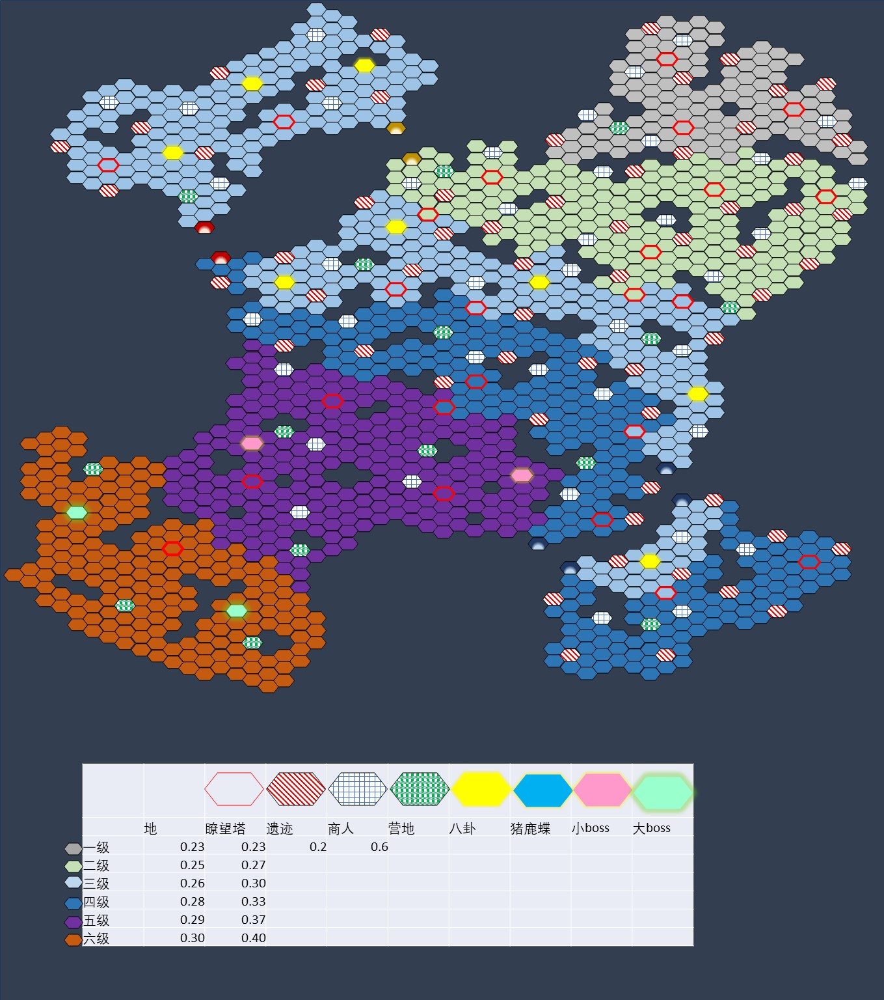 地 瞭望塔 遗迹 商人 营地 八卦 猪鹿蝶 小boss 大boss
一级 0.23 0.23 0.2 0.6
二级 0.25 0.27
三级 0.26 0.30
四级 0.28 0.33
五级 0.29 0.37
六级 0.30 0.40